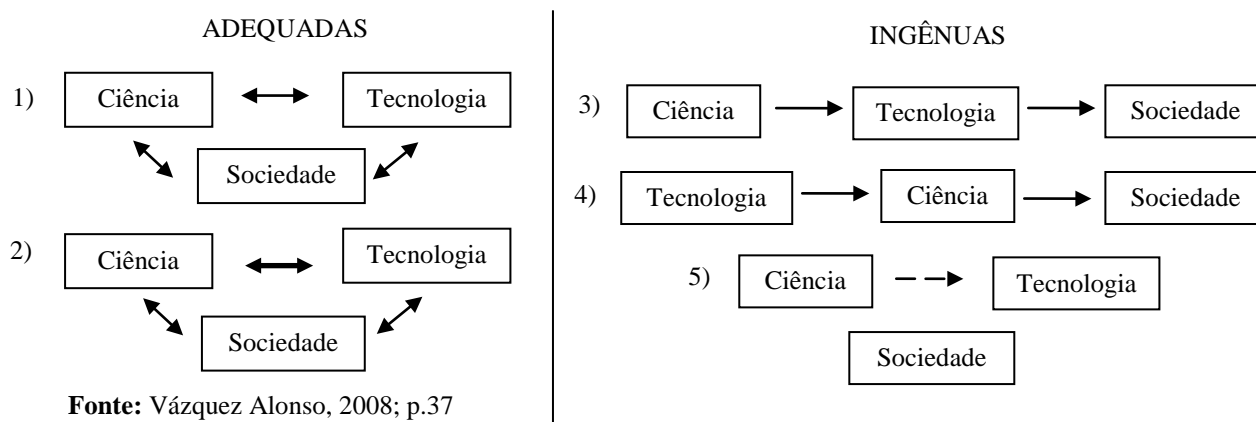 ADEQUADAS
1)
Ciência
Tecnologia
Sociedade
2)
Ciência
Tecnologia
Sociedade
Fonte: Vázquez Alonso, 2008; p.37
INGÊNUAS
3)
Ciência
Tecnologia
Sociedade
4)
Tecnologia
Ciência
Sociedade
5)
Ciência
Tecnologia
Sociedade